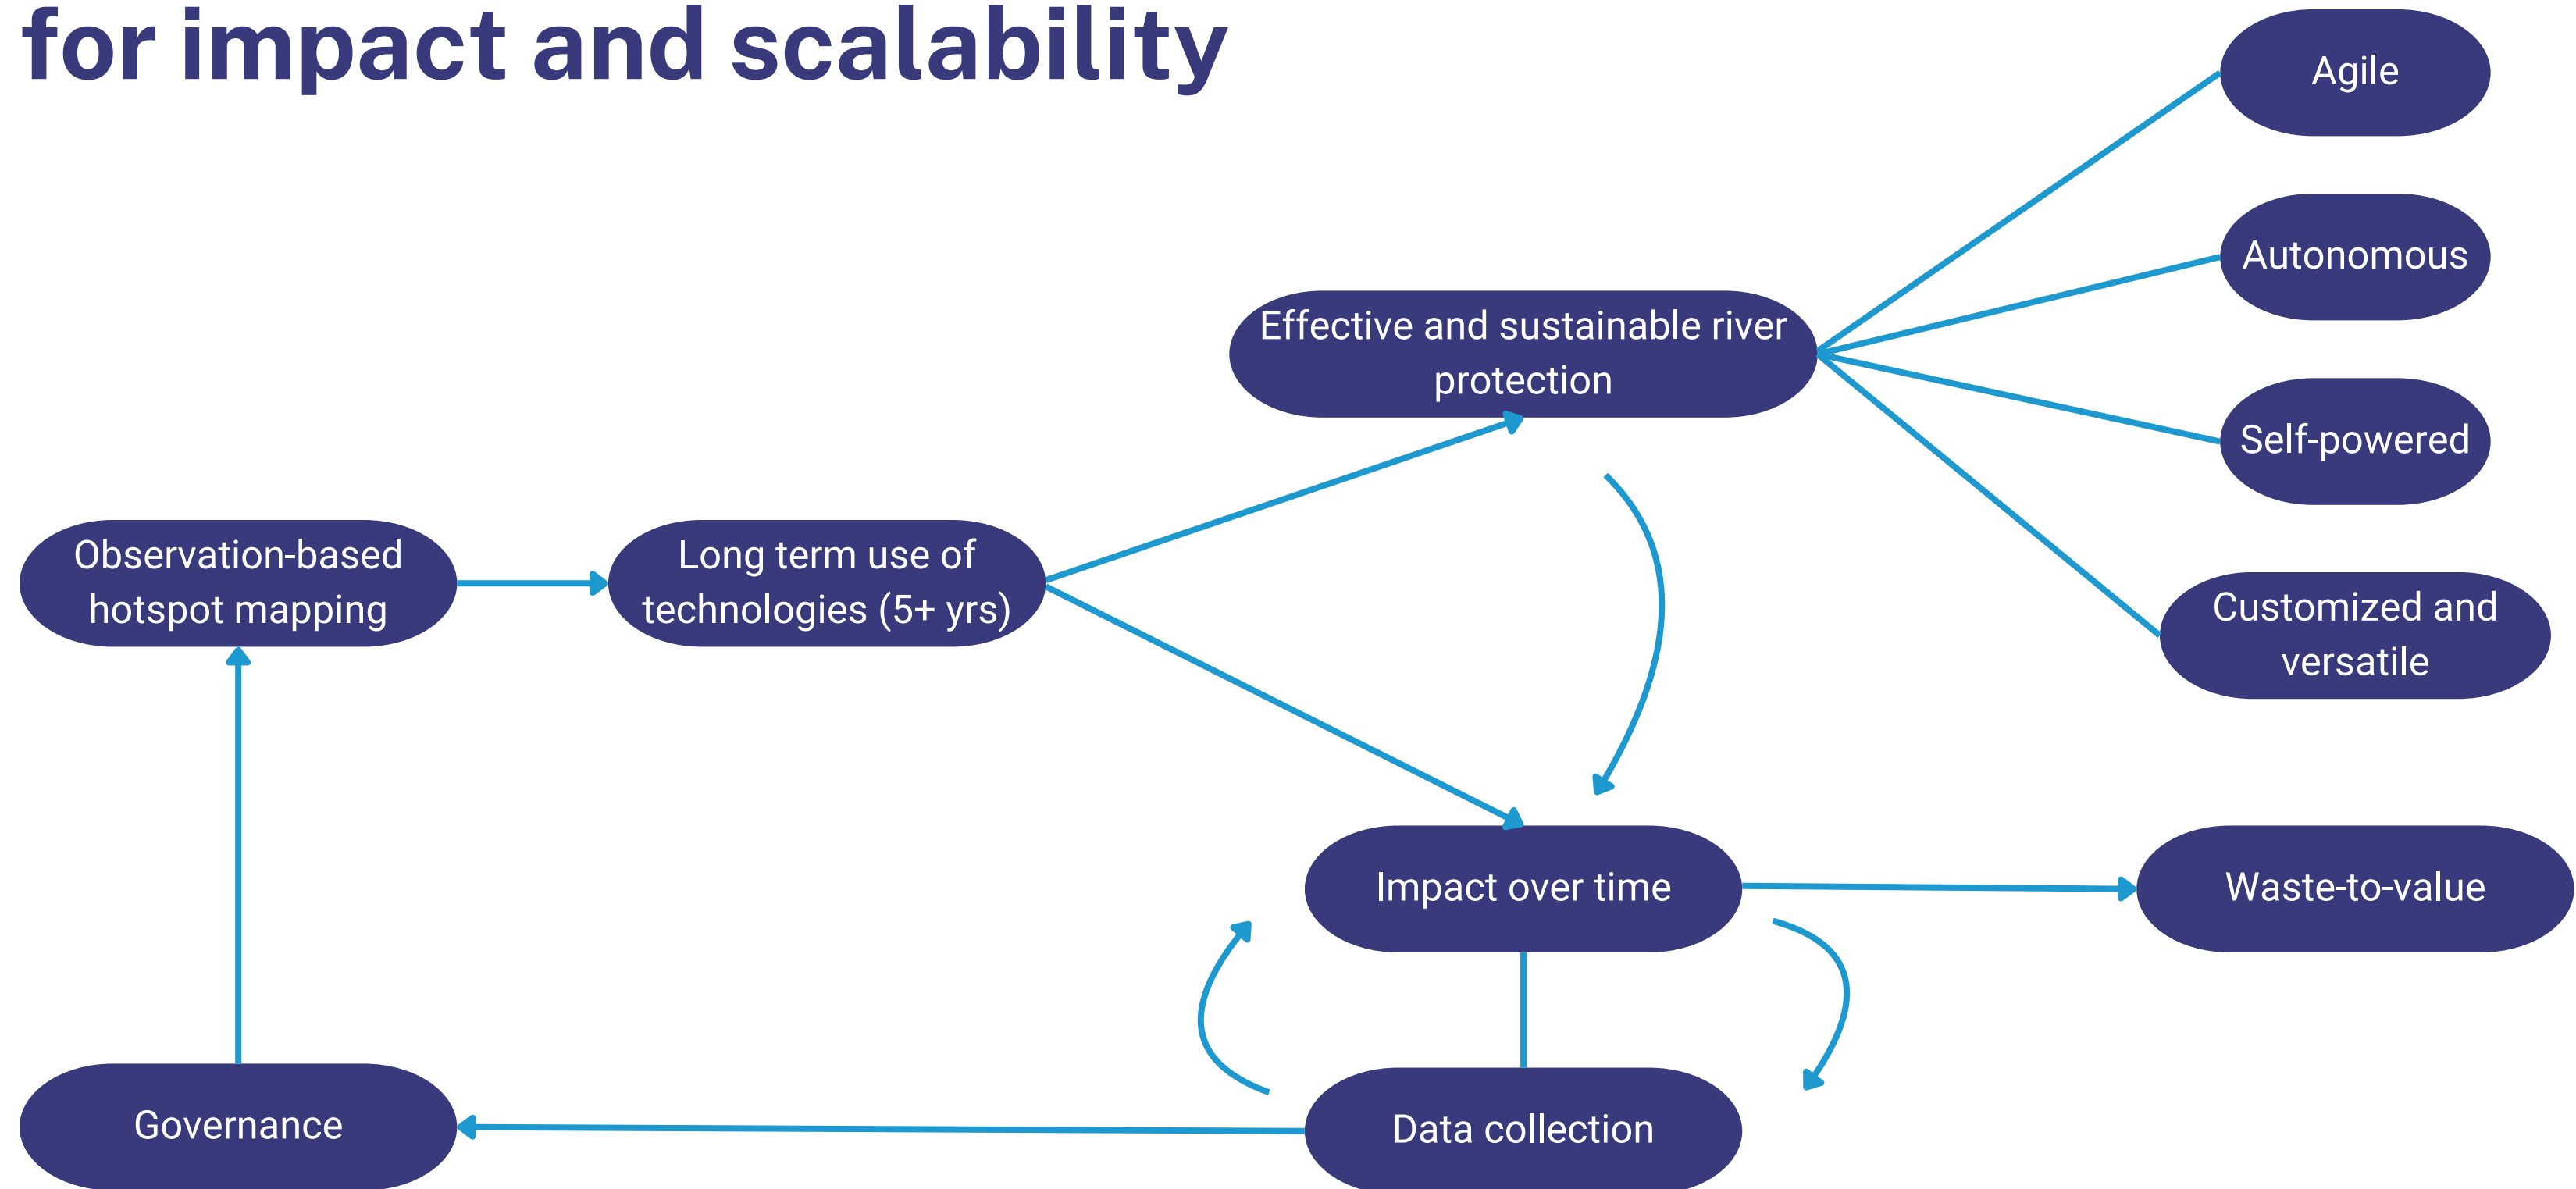 for impact and scalability
Agile
Autonomous
Effective and sustainable river
protection
Self-powered
Observation-based
hotspot mapping
Long term use of
technologies (5+ yrs)
Customized and
versatile
Impact over time
Waste-to-value
Governance
Data collection